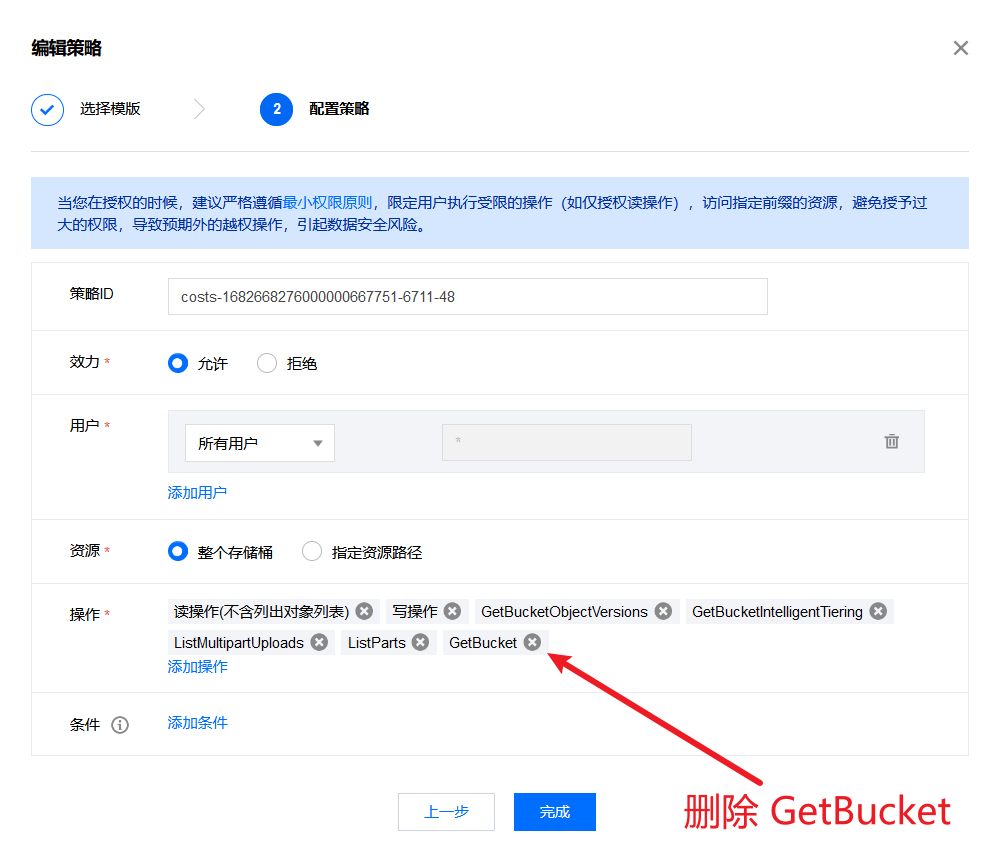 编辑策略
选择模版
2 配置策略
当您在授权的时候，建议严格遵循最小权限原则，限定用户执行受限的操作（如仅授权读操作），访问指定前缀的资源，避免授予过
大的权限，导致预期外的越权操作，引起数据安全风险。
策略ID costs-1682668276000000667751-6711-48
效力 * 允许 拒绝
用户 * 所有用户 *
添加用户
资源 * 整个存储桶 指定资源路径
操作 * 读操作(不含列出对象列表) 写操作 GetBucketObjectVersions GetBucketIntelligentTiering
ListMultipartUploads ListParts GetBucket
添加操作
条件 添加条件
上一步 完成
删除 GetBucket